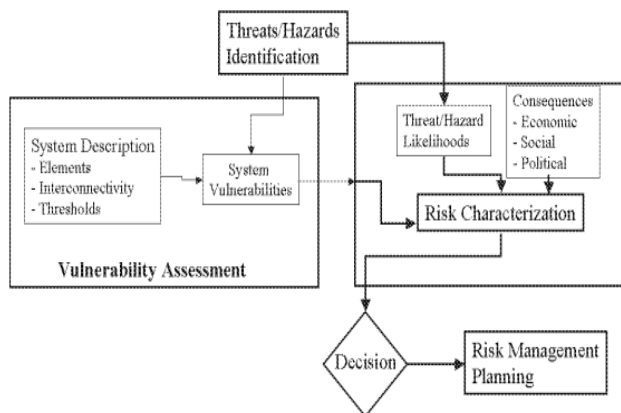 Threats/Hazards
Identification
System Description
- Elements
- Interconnectivity
- Thresholds
System
Vulnerabilities
Vulnerability Assessment
Threat/Hazard
Likelihoods
Consequences
- Economic
- Social
- Political
Risk Characterization
Decision
Risk Management
Planning